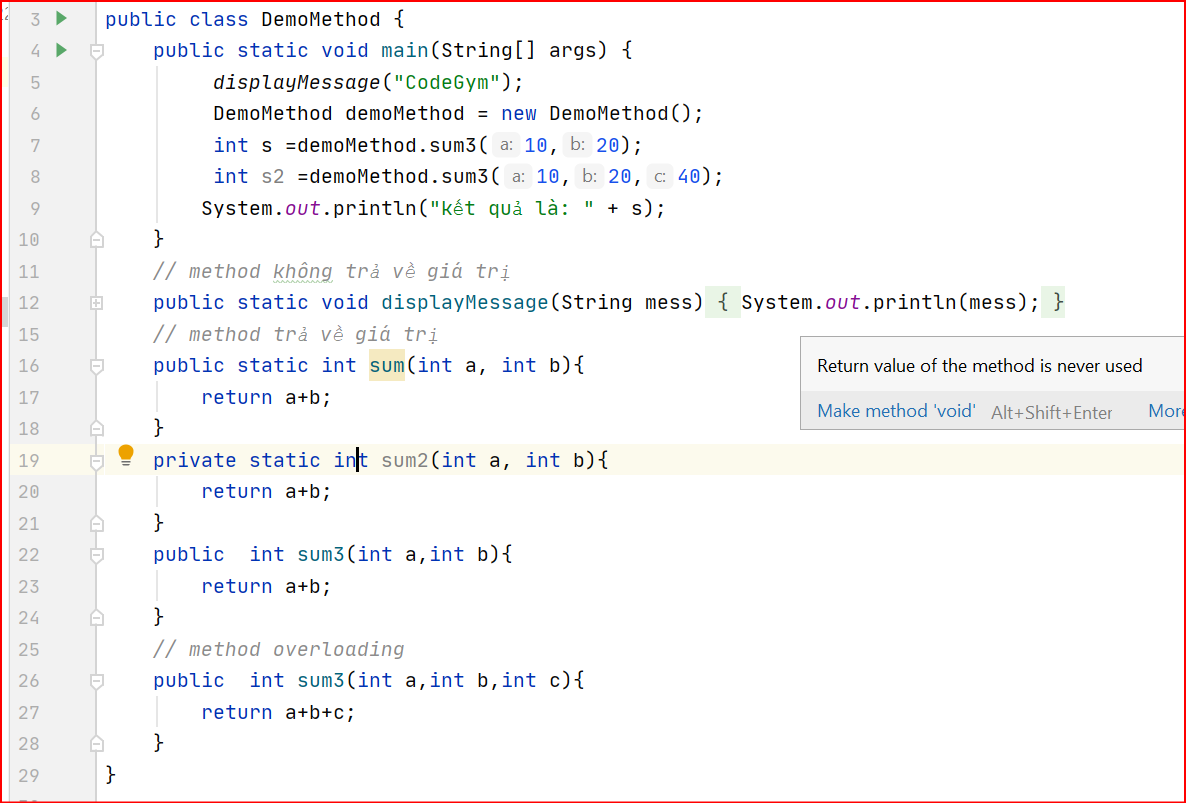 3 public class DemoMethod {
4 public static void main(String[] args) {
5 displayMessage("CodeGym");
6 DemoMethod demoMethod = new DemoMethod();
7 int s =demoMethod.sum3( a: 10, b: 20);
8 int s2 =demoMethod.sum3( a: 10, b: 20, c: 40);
9 System.out.println("kết quả là: " + s);
10 }
11 // method không trả về giá trị
12 public static void displayMessage(String mess) { System.out.println(mess); }
15 // method trả về giá trị
16 public static int sum(int a, int b){
Return value of the method is never used
17 return a+b;
Make method 'void' Alt+Shift+Enter More
18 }
19 private static int sum2(int a, int b){
20 return a+b;
21 }
22 public  int sum3(int a,int b){
23 return a+b;
24 }
25 // method overloading
26 public  int sum3(int a,int b,int c){
27 return a+b+c;
28 }
29 }